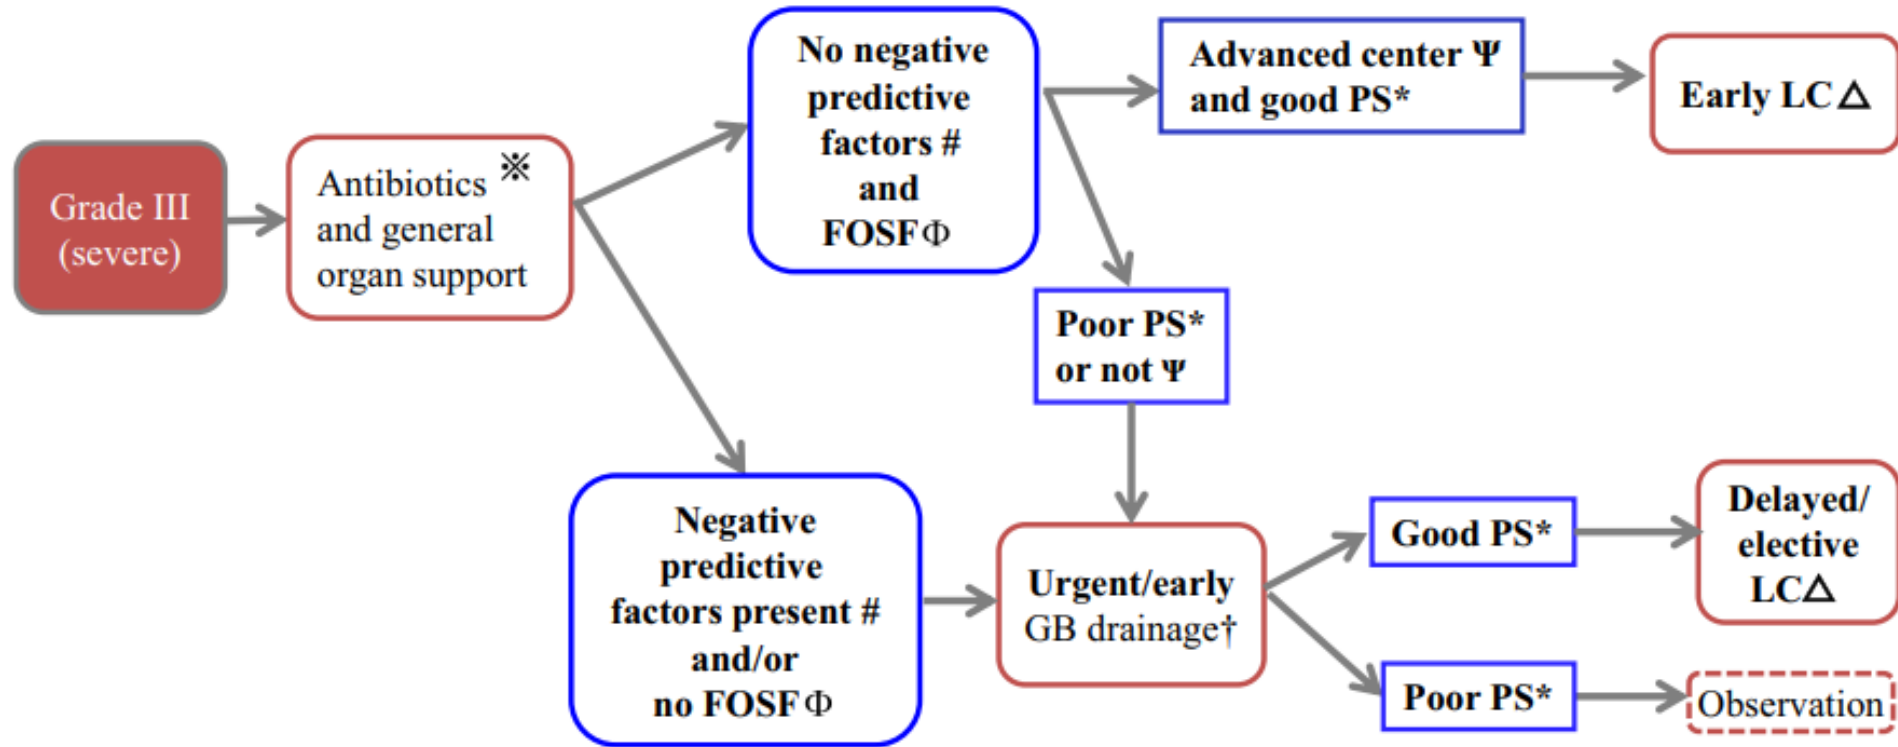 Grade III
(severe)
Antibiotics ※
and general
organ support
No negative
predictive
factors #
and
FOSFΦ
Advanced center Ψ
and good PS*
Early LC△
Poor PS*
or not Ψ
Negative
predictive
factors present #
and/or
no FOSFΦ
Urgent/early
GB drainage†
Good PS*
Delayed/
elective
LC△
Poor PS*
Observation